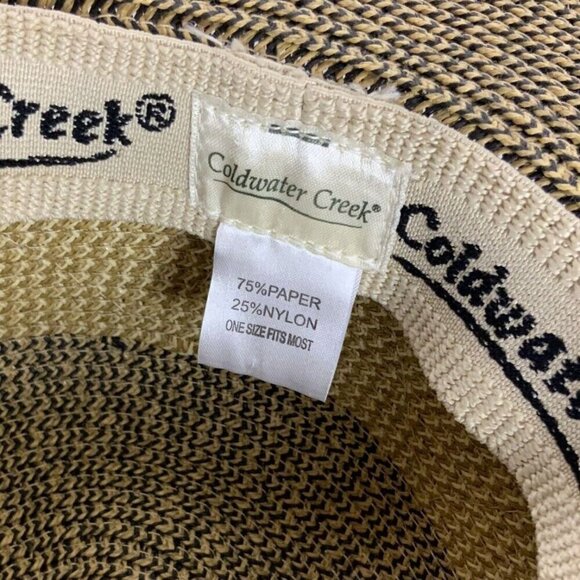 Creek®
Coldwater Creek®
Coldwat
75%PAPER
25%NYLON
ONE SIZE FITS MOST